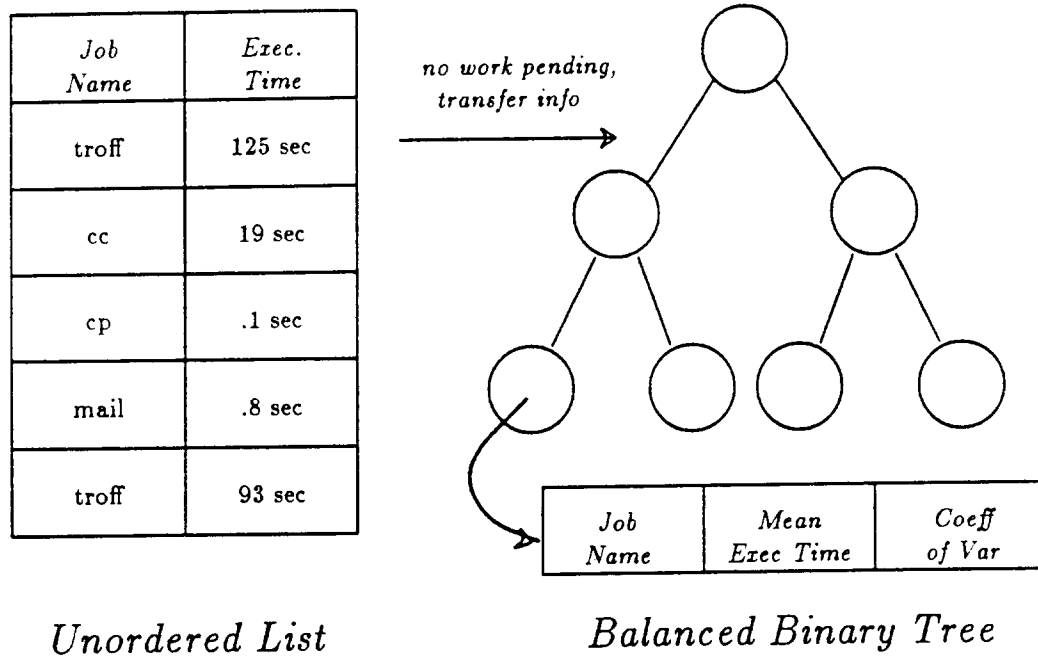 Job Name
Exec. Time
troff
125 sec
cc
19 sec
cp
.1 sec
mail
.8 sec
troff
93 sec
Unordered List
no work pending,
transfer info
Job Name
Mean Exec Time
Coeff of Var
Balanced Binary Tree